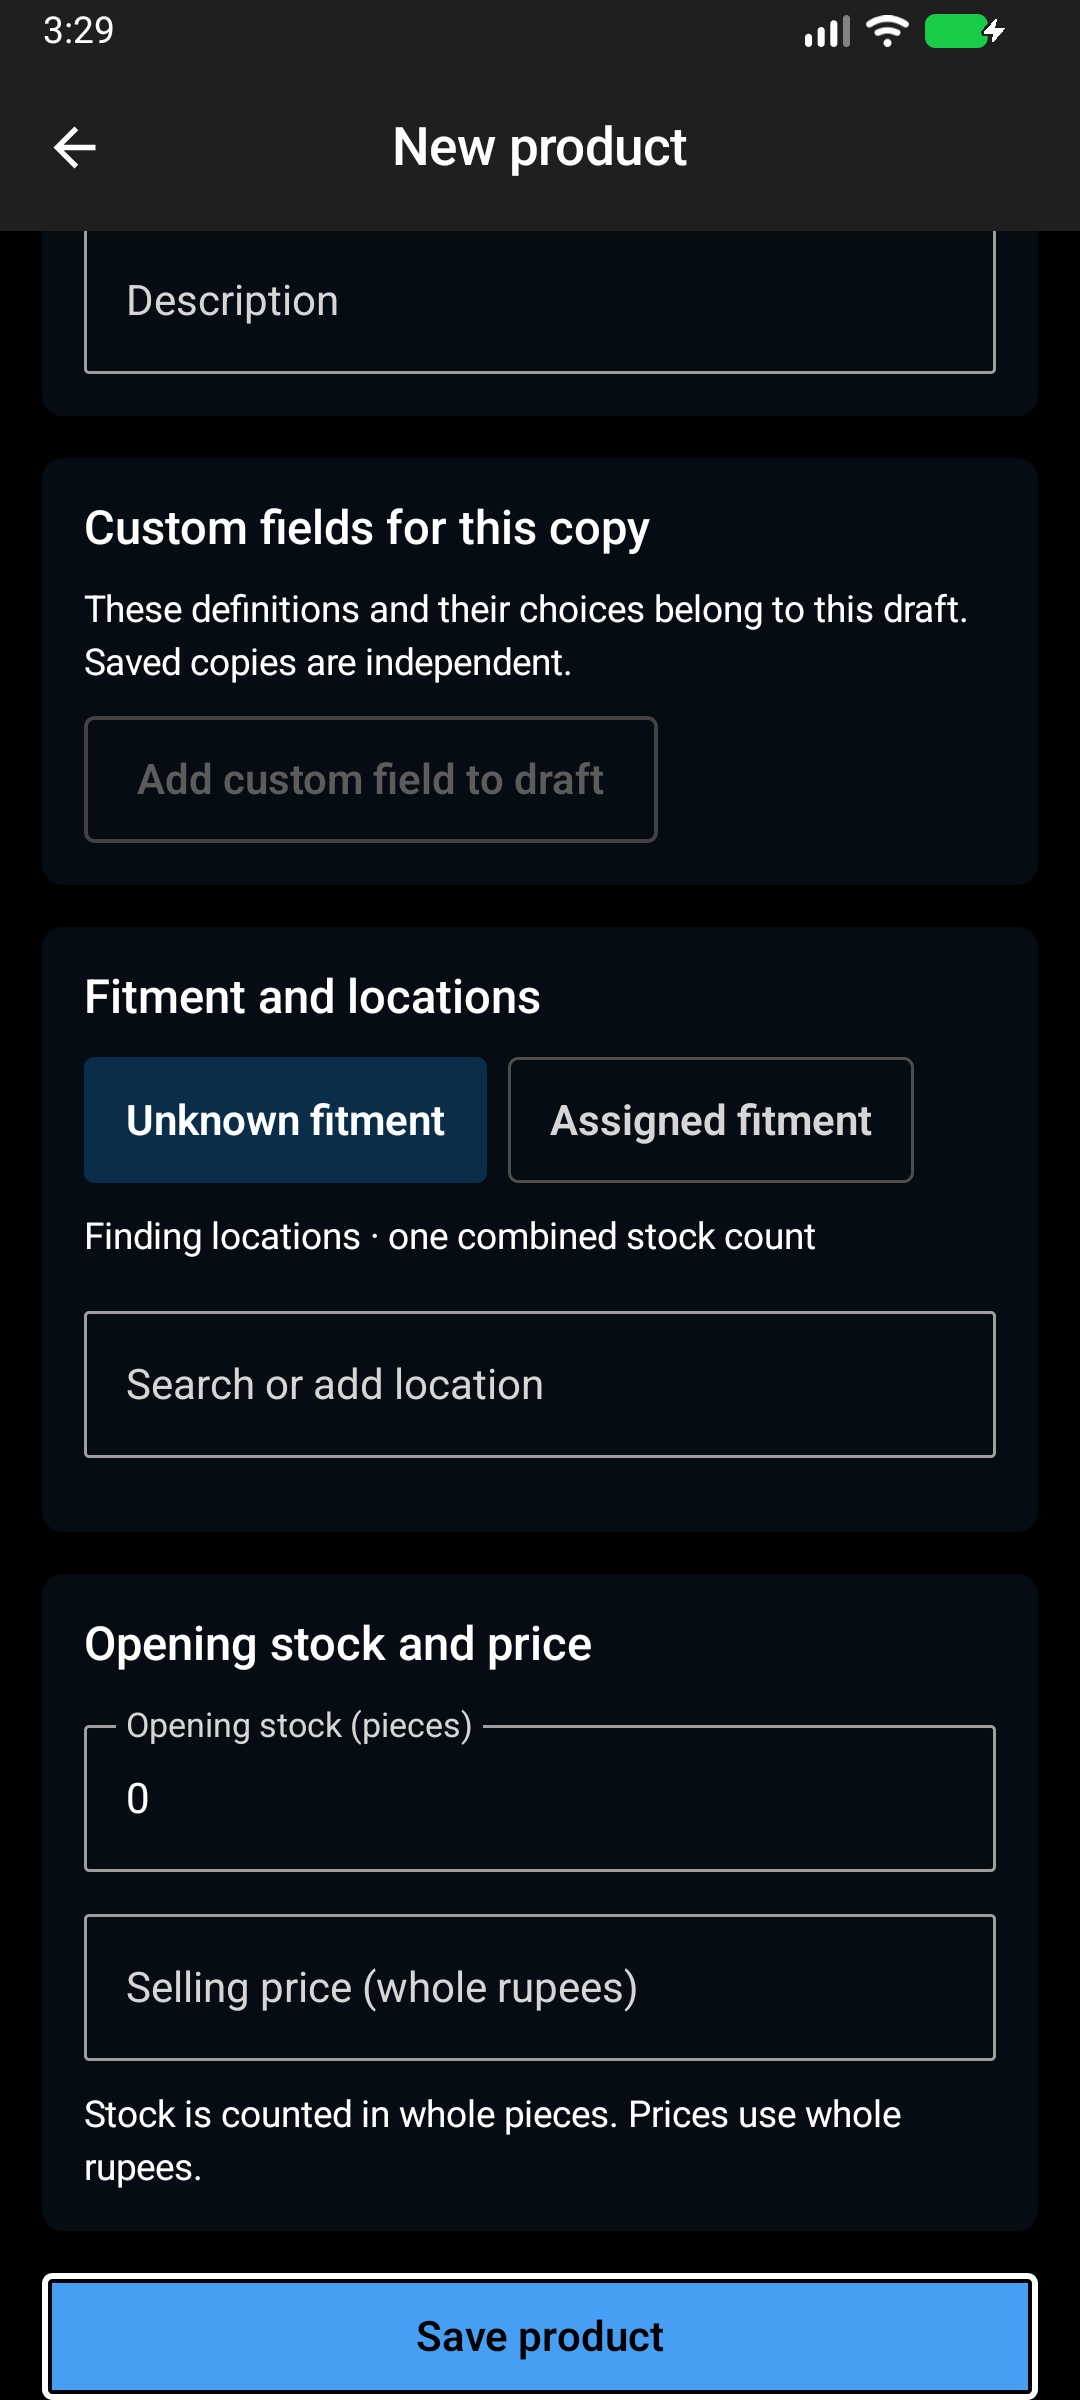 3:29
New product
Description
Custom fields for this copy
These definitions and their choices belong to this draft.
Saved copies are independent.
Add custom field to draft
Fitment and locations
Unknown fitment
Assigned fitment
Finding locations · one combined stock count
Search or add location
Opening stock and price
Opening stock (pieces)
0
Selling price (whole rupees)
Stock is counted in whole pieces. Prices use whole
rupees.
Save product